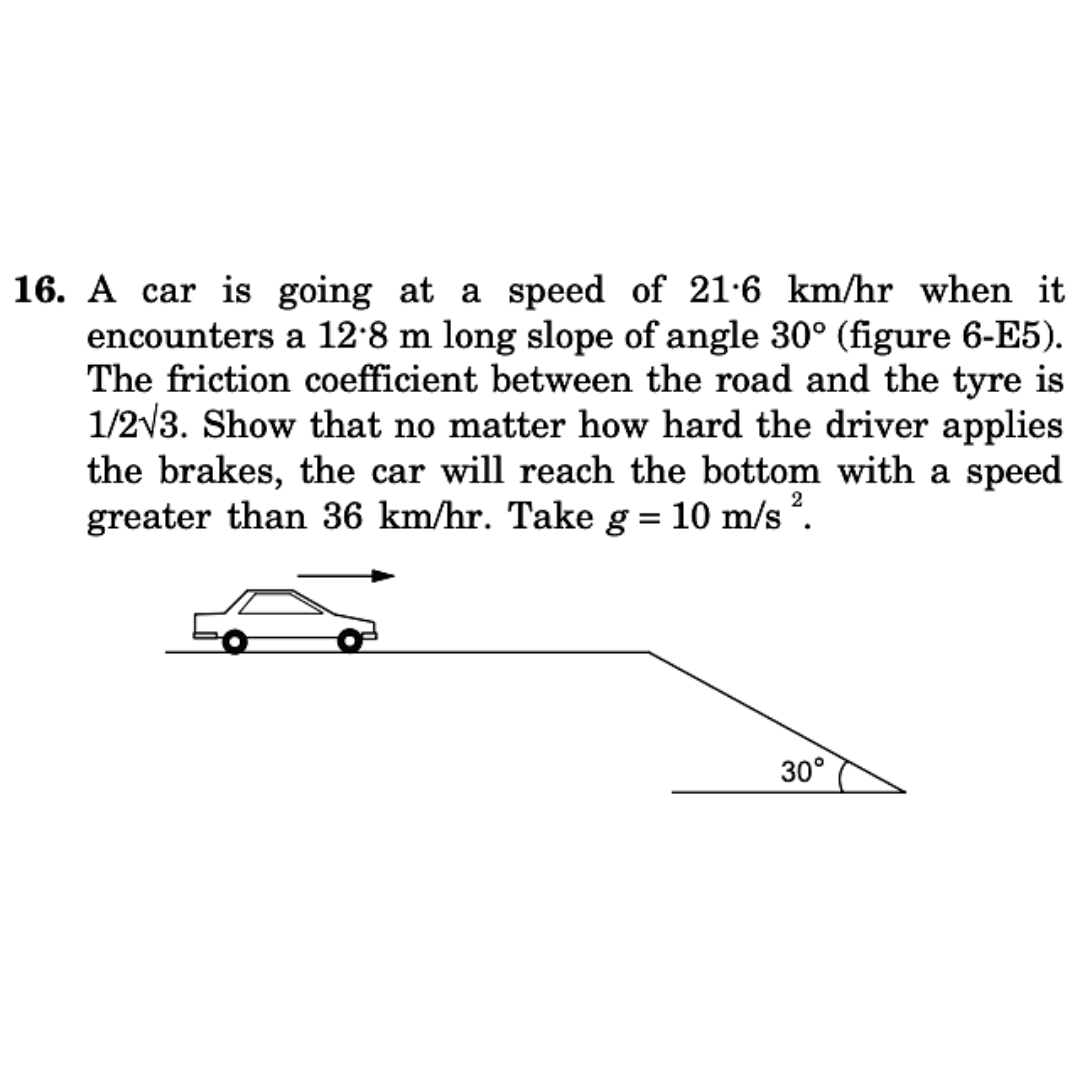 16. A car is going at a speed of 21·6 km/hr when it
encounters a 12·8 m long slope of angle 30° (figure 6-E5).
The friction coefficient between the road and the tyre is
1/2√3. Show that no matter how hard the driver applies
the brakes, the car will reach the bottom with a speed
greater than 36 km/hr. Take g = 10 m/s ².
30°